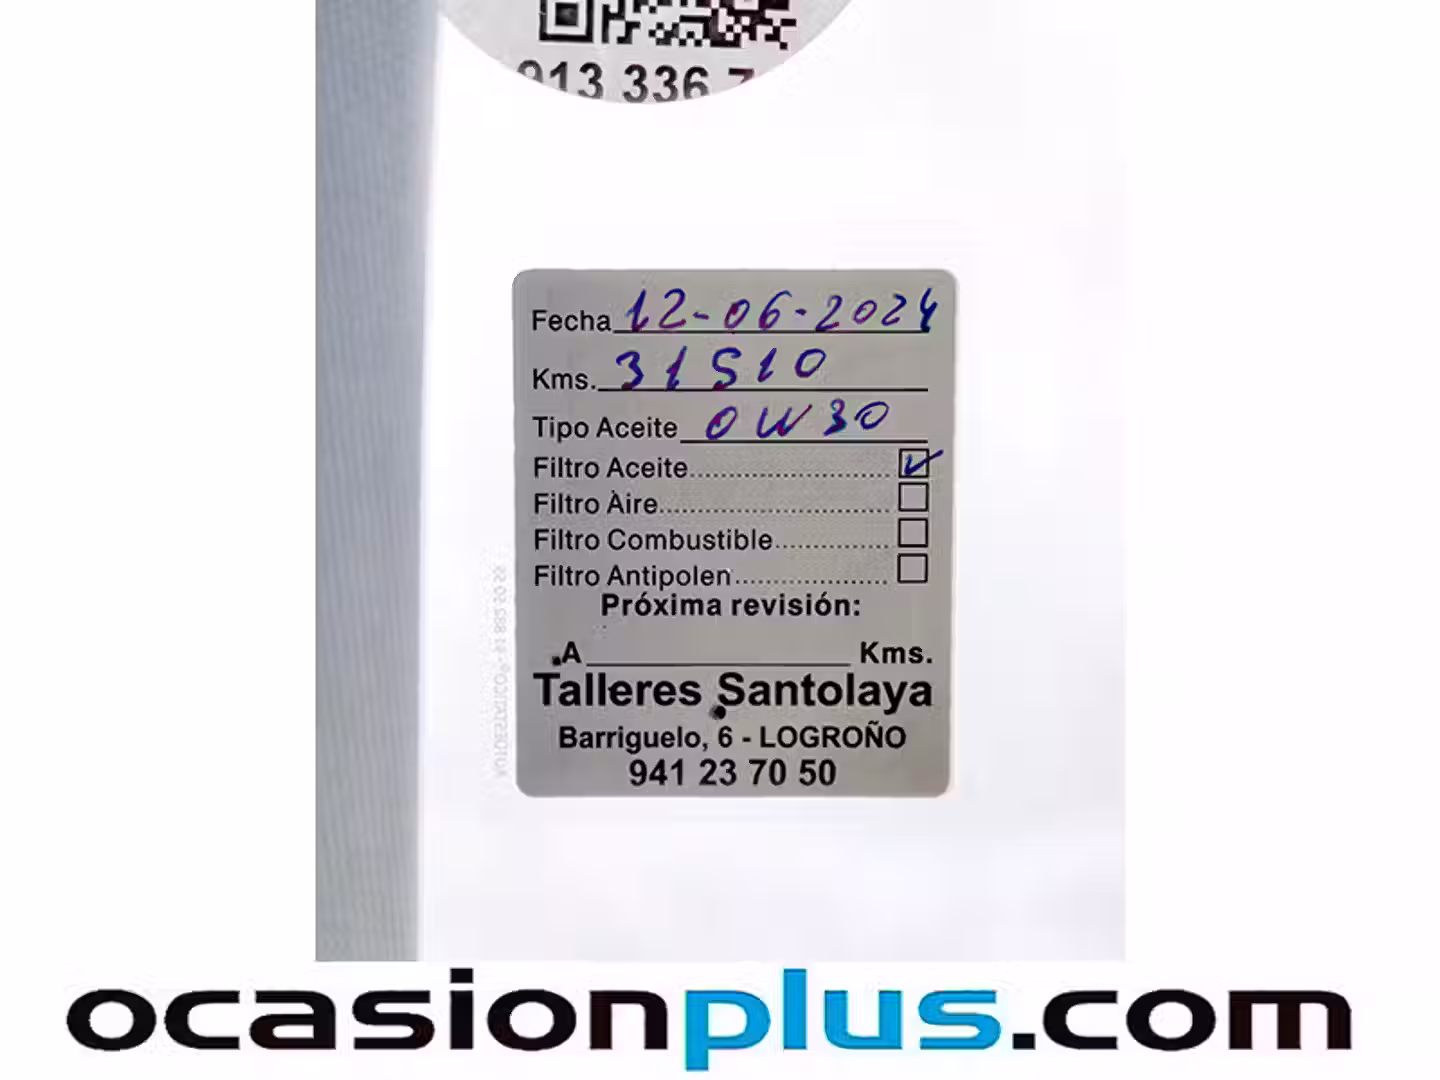 913 336 7
Fecha 12-06-2024
Kms. 31510
Tipo Aceite 0W30
Filtro Aceite
Filtro Aire
Filtro Combustible
Filtro Antipolen
Próxima revisión:
A Kms.
Talleres Santolaya
Barriguelo, 6 - LOGROÑO
941 23 70 50
ocasionplus.com